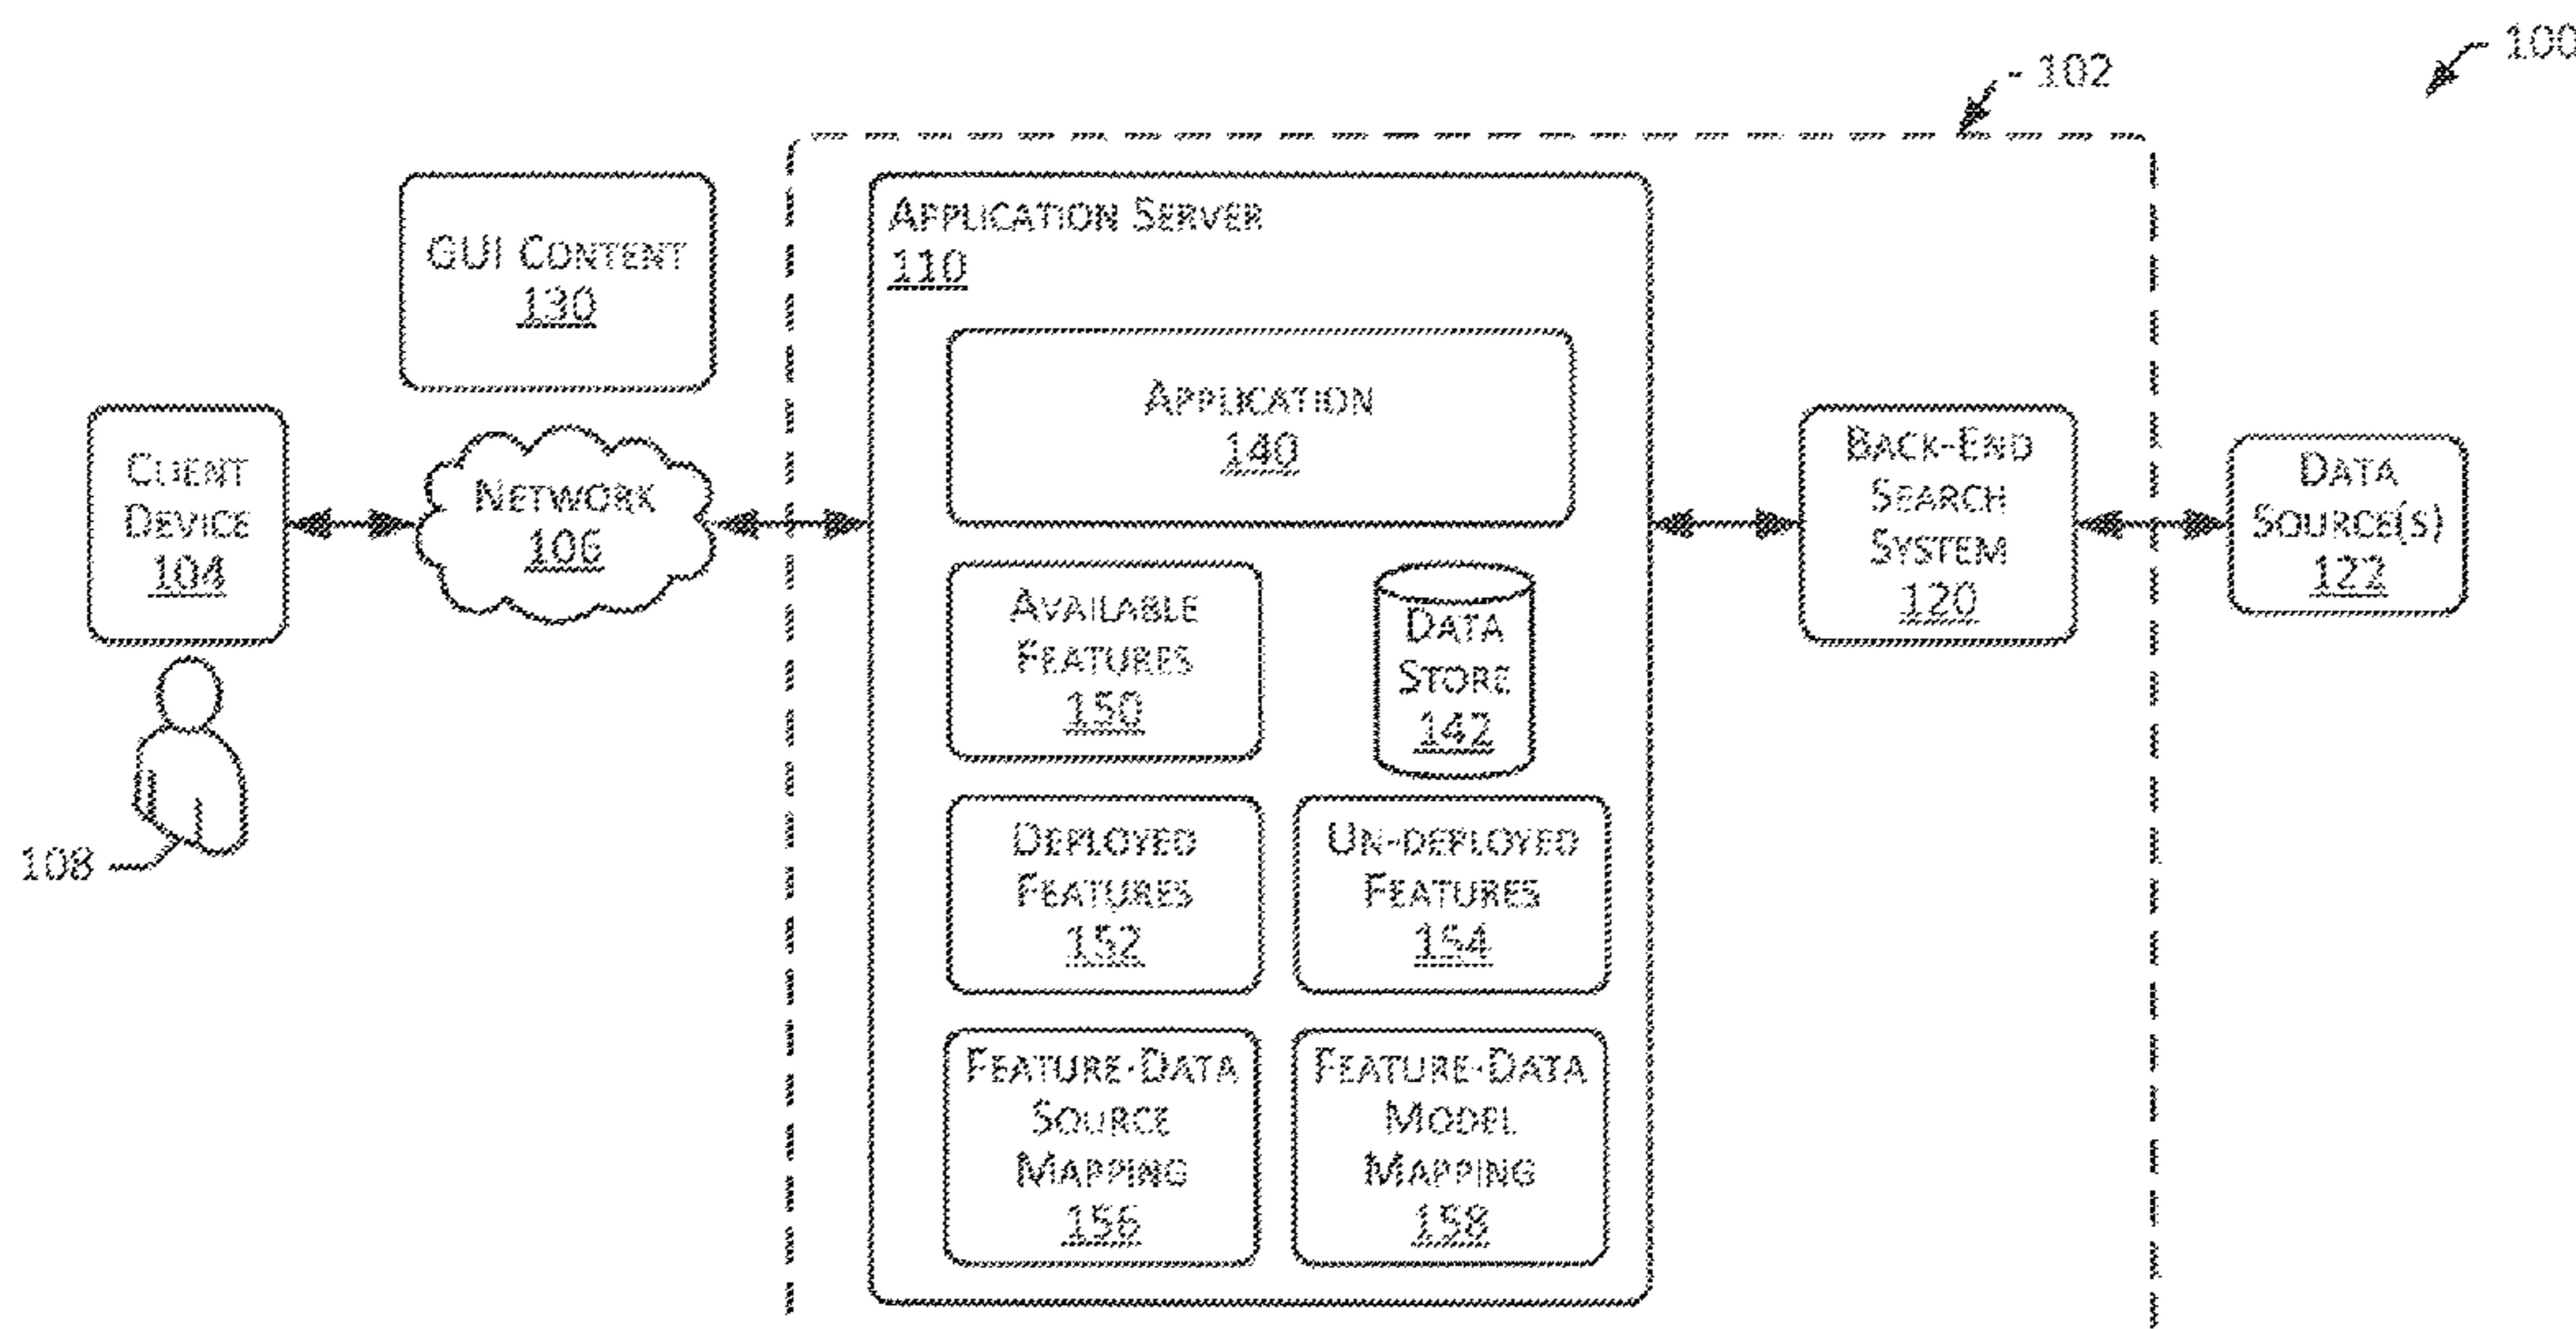 100
102
GUI CONTENT
130
APPLICATION SERVER
110
APPLICATION
140
CLIENT
DEVICE
104
NETWORK
106
BACK-END
SEARCH
SYSTEM
120
DATA
SOURCE(S)
122
AVAILABLE
FEATURES
150
DATA
STORE
142
108
DEPLOYED
FEATURES
152
UN-DEPLOYED
FEATURES
154
FEATURE-DATA
SOURCE
MAPPING
156
FEATURE-DATA
MODEL
MAPPING
158